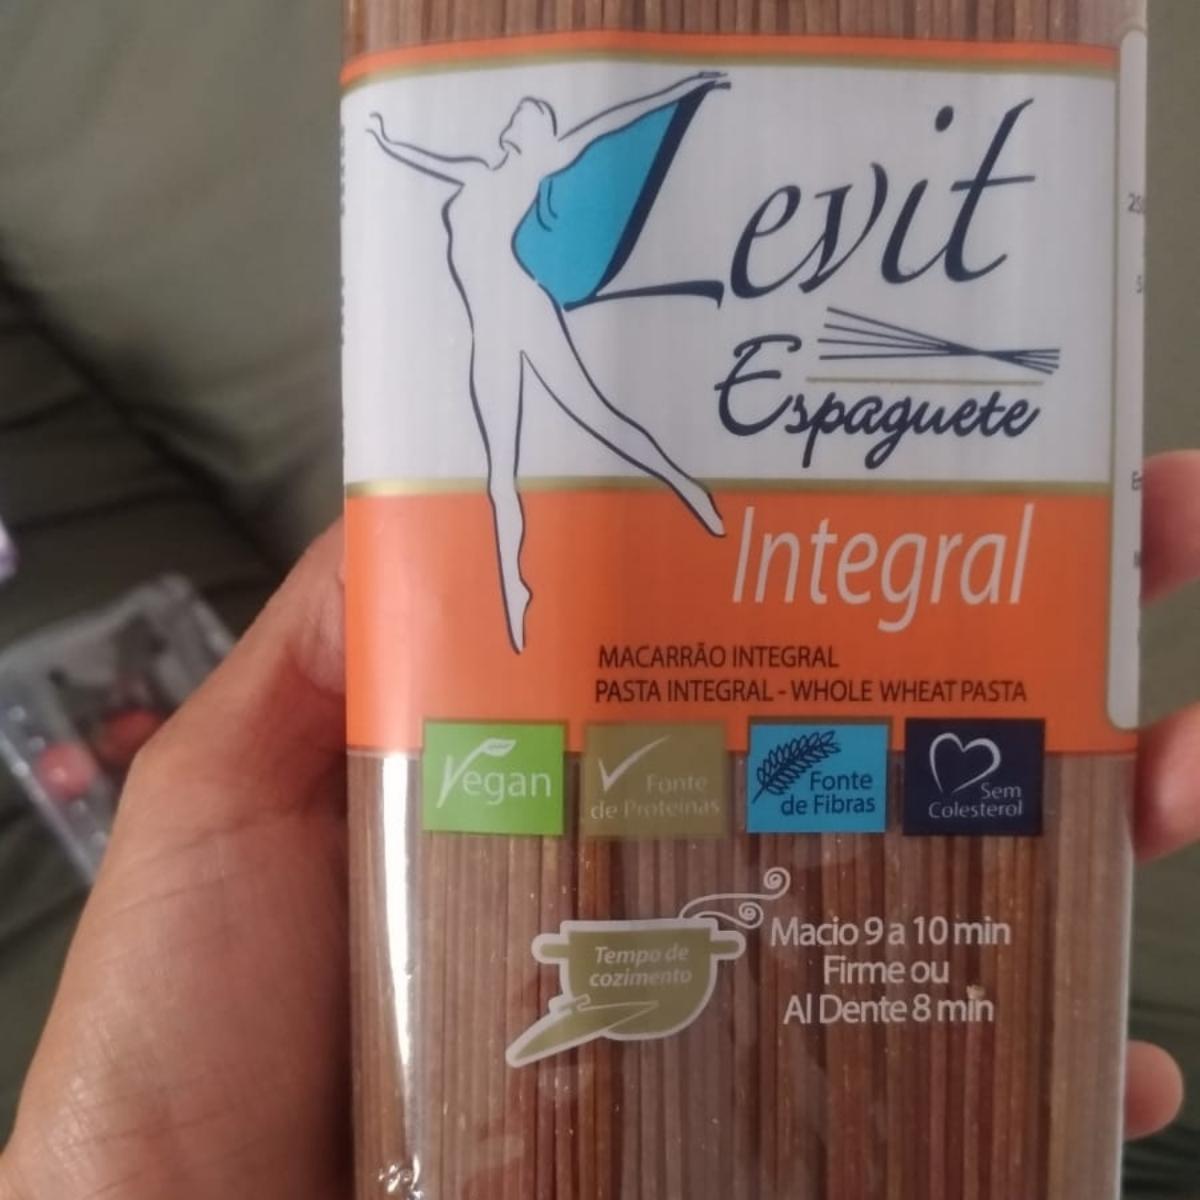 Levit
Espaguete
Integral
MACARRÃO INTEGRAL
PASTA INTEGRAL - WHOLE WHEAT PASTA
Vegan
Fonte
de Proteínas
Fonte
de Fibras
Sem
Colesterol
Tempo de
cozimento
Macio 9 a 10 min
Firme ou
Al Dente 8 min